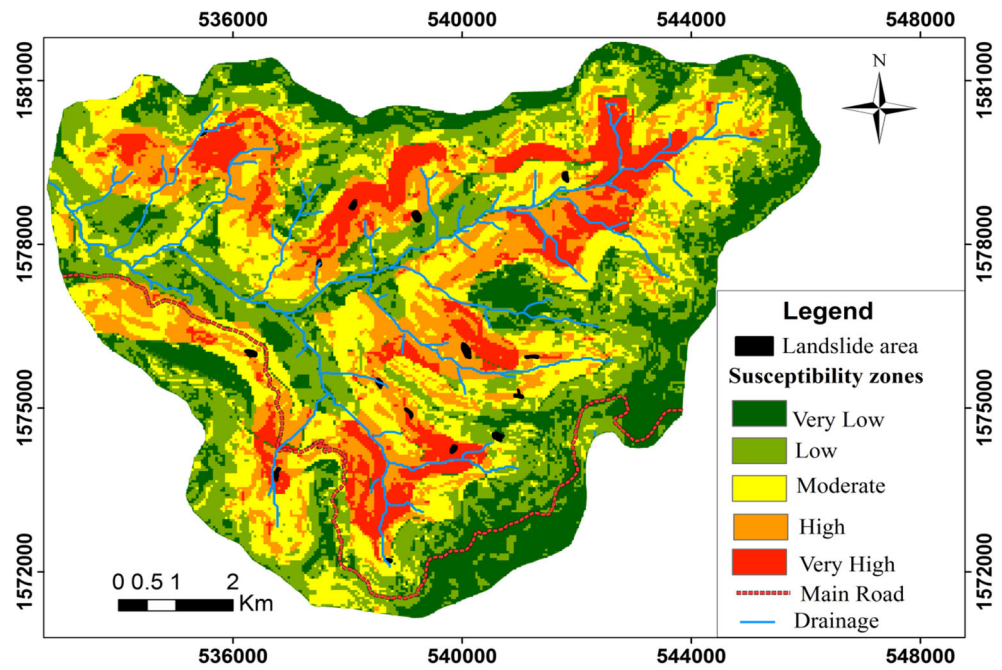 536000 540000 544000 548000
1581000 1581000
N
1578000 1578000
1575000 1575000
1572000 1572000
Legend
Landslide area
Susceptibility zones
Very Low
Low
Moderate
High
Very High
Main Road
Drainage
0 0.5 1 2
Km
536000 540000 544000 548000